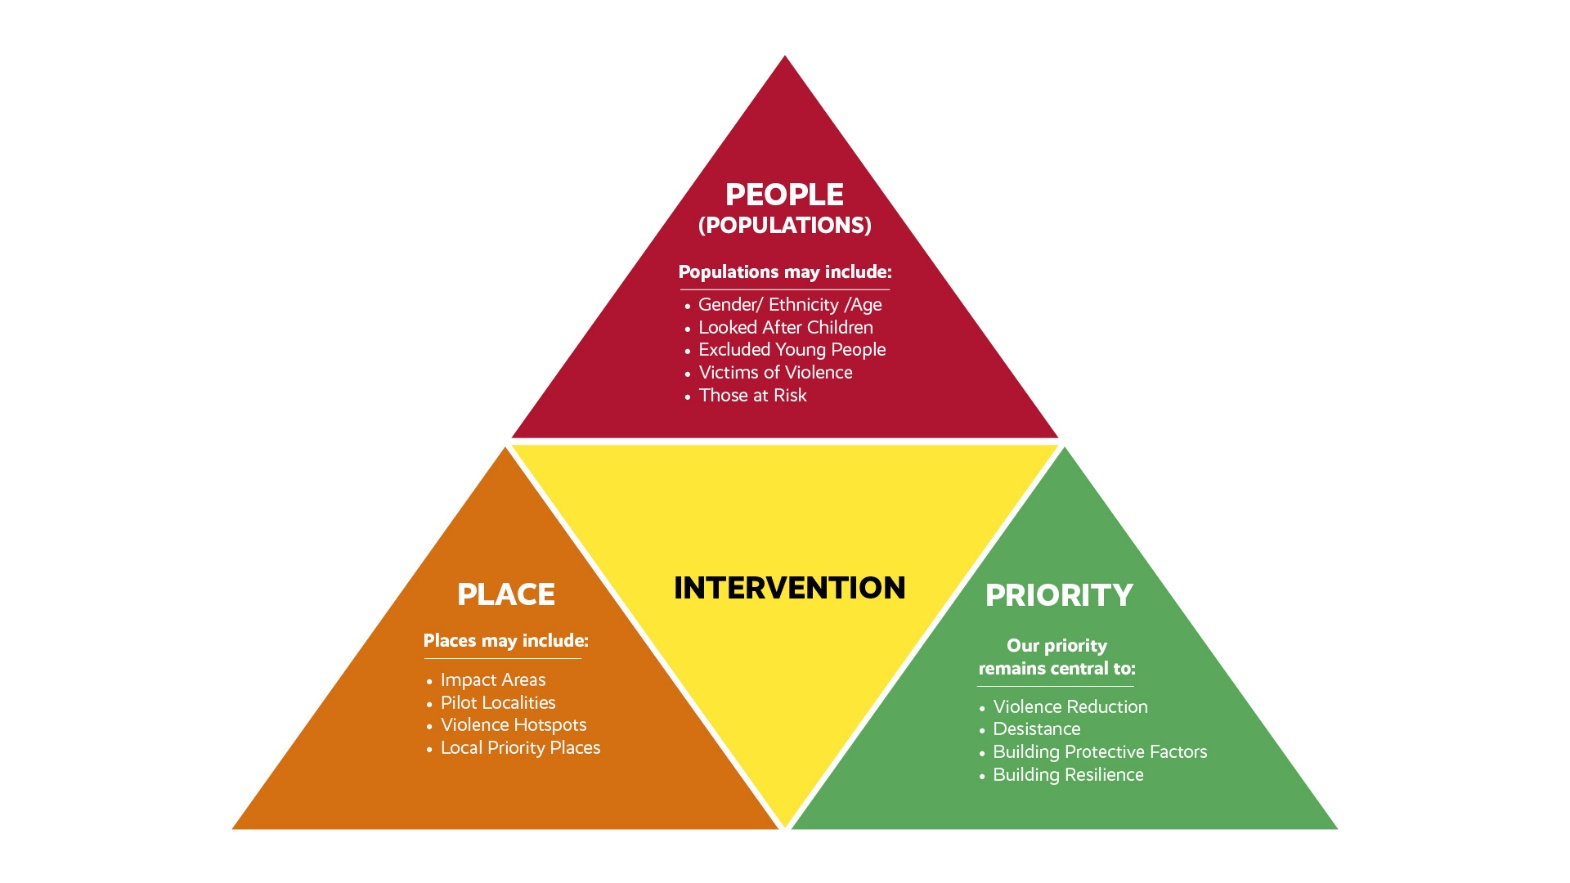 PEOPLE
(POPULATIONS)
Populations may include:
• Gender/ Ethnicity /Age
• Looked After Children
• Excluded Young People
• Victims of Violence
• Those at Risk
INTERVENTION
PLACE
Places may include:
• Impact Areas
• Pilot Localities
• Violence Hotspots
• Local Priority Places
PRIORITY
Our priority
remains central to:
• Violence Reduction
• Desistance
• Building Protective Factors
• Building Resilience